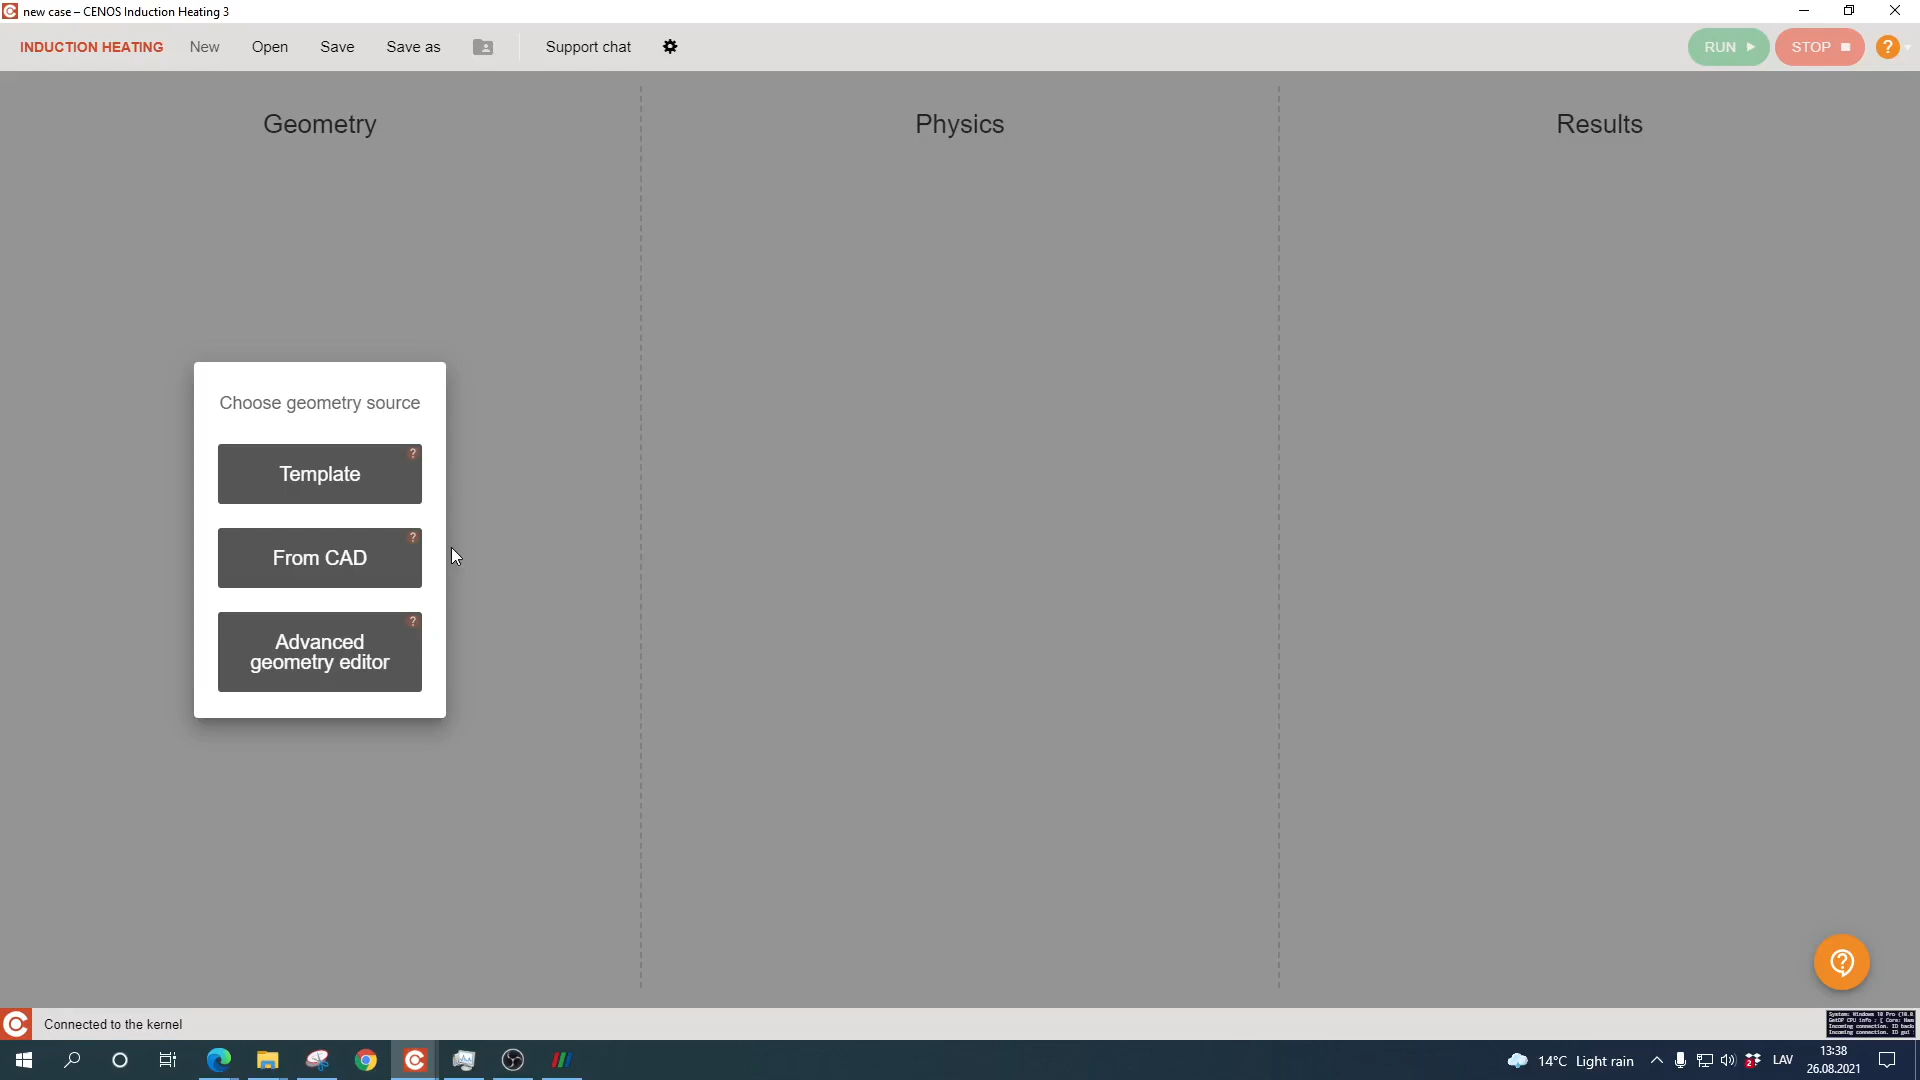 new case – CENOS Induction Heating 3
INDUCTION HEATING New Open Save Save as Support chat RUN STOP ?
Geometry Physics Results
Choose geometry source
Template ?
From CAD ?
Advanced ?
geometry editor
Connected to the kernel
14°C Light rain LAV 13:38
26.08.2021